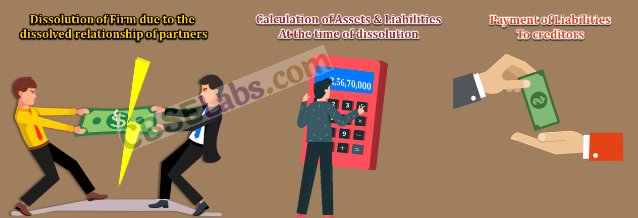 Dissolution of Firm due to the
dissolved relationship of partners
Calculation of Assets & Liabilities
At the time of dissolution
Payment of Liabilities
To creditors
2,56,70,000
CBSELabs.com